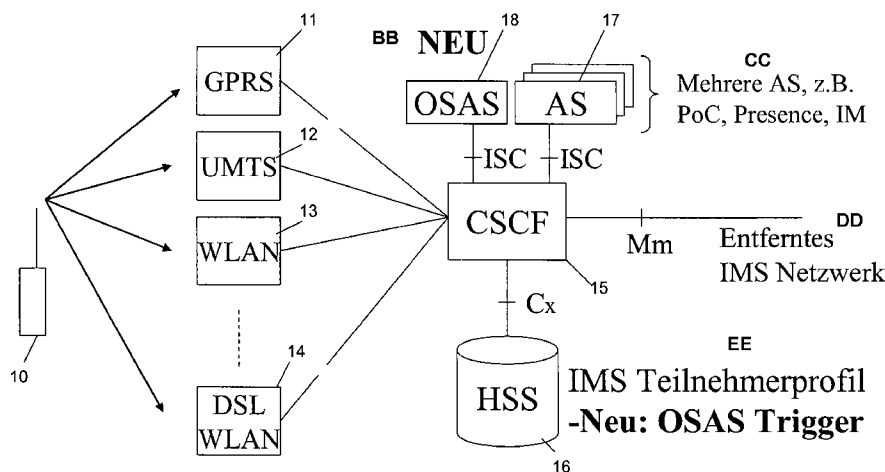 11
GPRS
12
UMTS
13
WLAN
14
DSL
WLAN
10
BB NEU
18
17
OSAS
AS
CC
Mehrere AS, z.B.
PoC, Presence, IM
ISC
ISC
CSCF
15
Mm
DD
Entferntes
IMS Netzwerk
Cx
HSS
16
EE
IMS Teilnehmerprofil
-Neu: OSAS Trigger